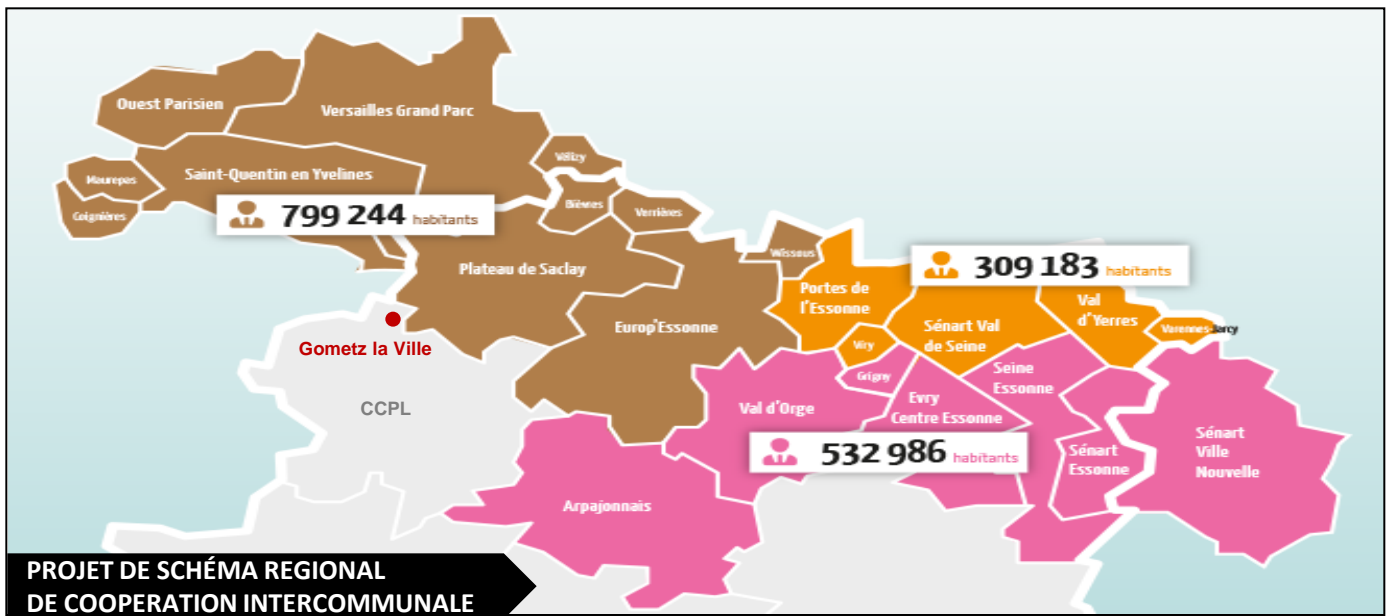 Ouest Parisien
Versailles Grand Parc
Vélizy
Maurepas
Saint-Quentin en Yvelines
Coignières
799 244 habitants
Bièvres
Verrières
Wissous
Plateau de Saclay
309 183 habitants
Portes de
l'Essonne
Val
d'Yerres
Varennes-Jarcy
Europ'Essonne
Sénart Val
de Seine
Viry
Gometz la Ville
Grigny
Seine
Essonne
CCPL
Val d'Orge
Evry
Centre Essonne
532 986 habitants
Sénart
Essonne
Sénart
Ville
Nouvelle
Arpajonnais
PROJET DE SCHÉMA REGIONAL
DE COOPERATION INTERCOMMUNALE